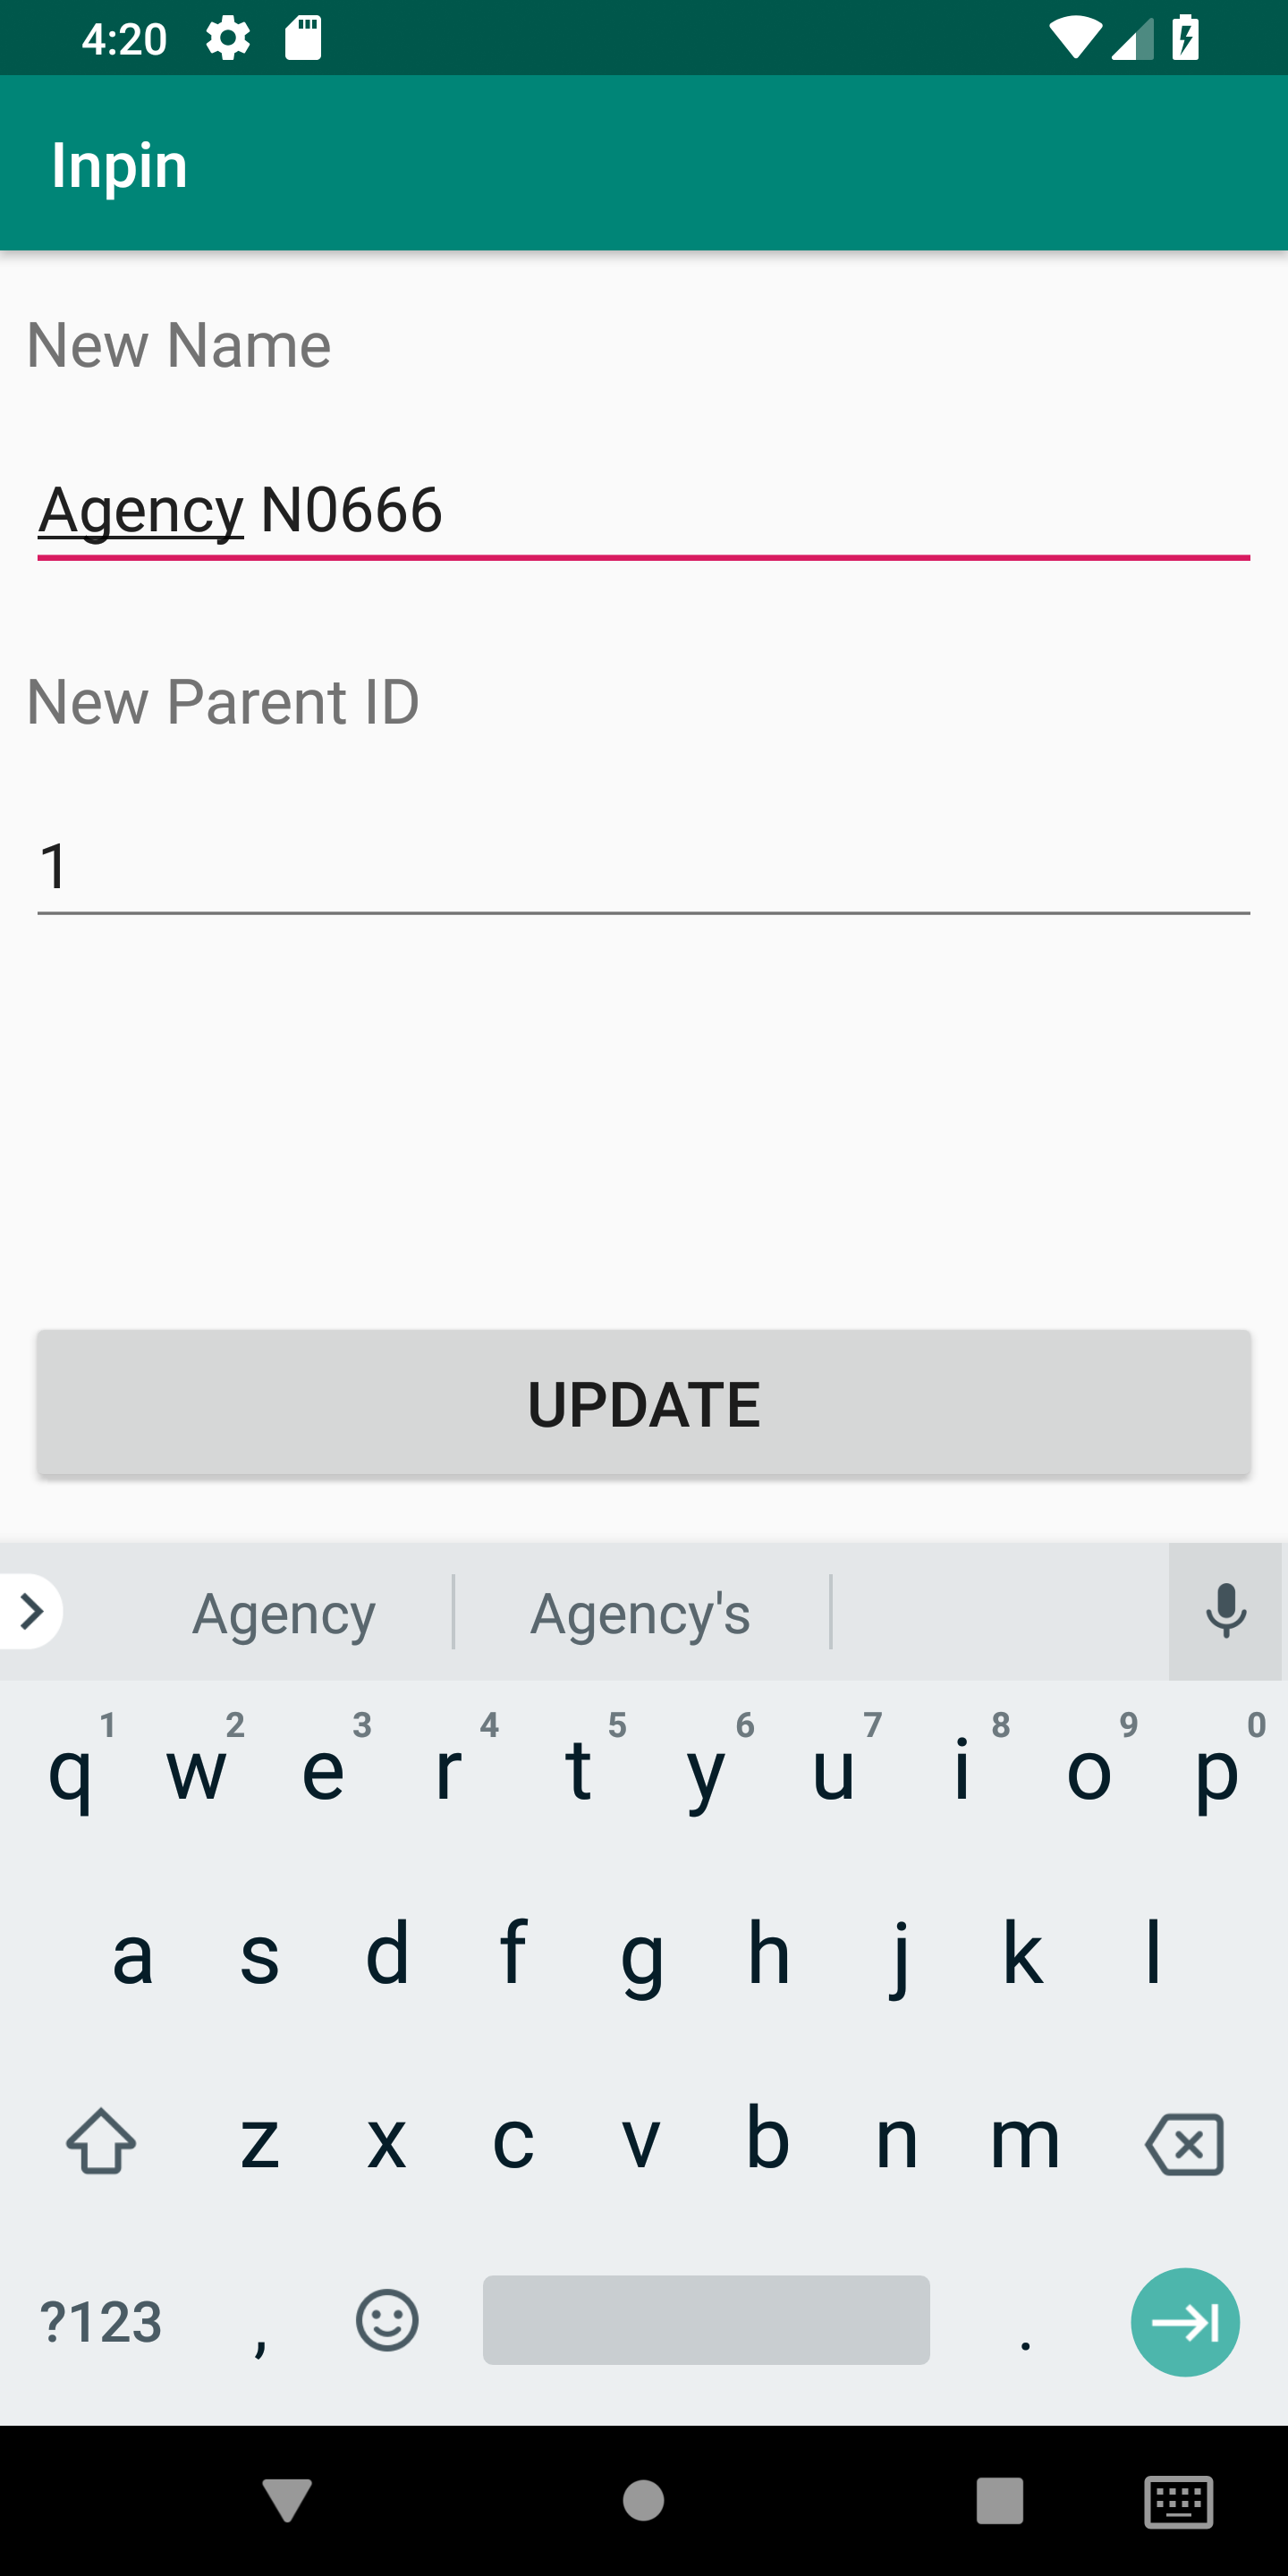 4:20
Inpin
New Name
Agency N0666
New Parent ID
1
UPDATE
Agency Agency's
1 2 3 4 5 6 7 8 9 0
q w e r t y u i o p
a s d f g h j k l
z x c v b n m
?123 , .